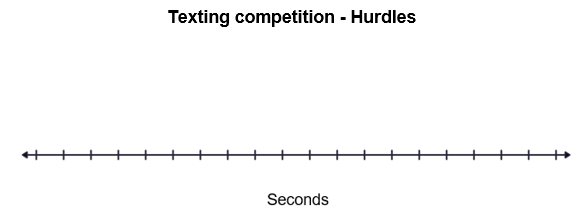 Texting competition - Hurdles
Seconds